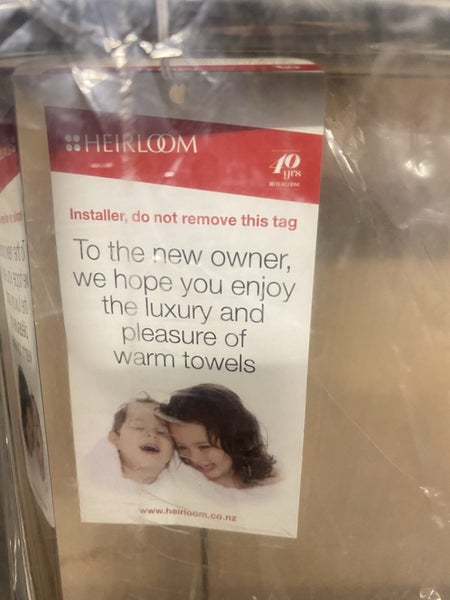 HEIRLOOM
40
yrs
HEIRLOOM
Installer, do not remove this tag
To the new owner,
we hope you enjoy
the luxury and
pleasure of
warm towels
www.heirloom.co.nz